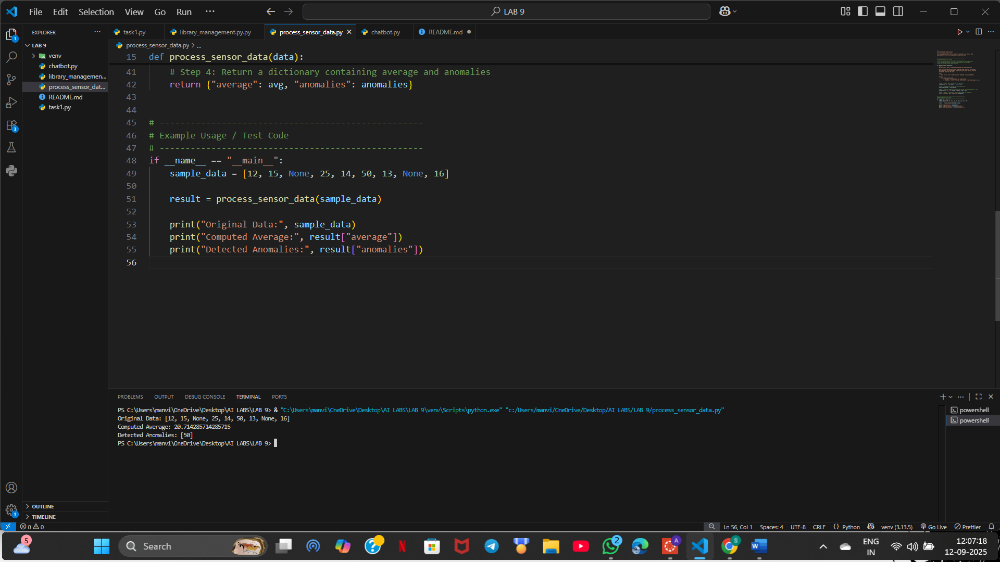 File Edit Selection View Go Run ··· LAB 9
EXPLORER ···
LAB 9
venv
chatbot.py
library_managemen...
process_sensor_dat...
README.md
task1.py
OUTLINE
TIMELINE
task1.py library_management.py.py process_sensor_data.py chatbot.py README.md
process_sensor_data.py > ...
15 def process_sensor_data(data):
41 # Step 4: Return a dictionary containing average and anomalies
42 return {"average": avg, "anomalies": anomalies}
43
44
45 # ---------------------------------------------------
46 # Example Usage / Test Code
47 # ---------------------------------------------------
48 if __name__ == "__main__":
49 sample_data = [12, 15, None, 25, 14, 50, 13, None, 16]
50
51 result = process_sensor_data(sample_data)
52
53 print("Original Data:", sample_data)
54 print("Computed Average:", result["average"])
55 print("Detected Anomalies:", result["anomalies"])
56
PROBLEMS OUTPUT DEBUG CONSOLE TERMINAL PORTS
PS C:\Users\manvi\OneDrive\Desktop\AI LABS\LAB 9> & "C:\Users\manvi\OneDrive\Desktop\AI LABS\LAB 9\venv\Scripts\python.exe" "c:/Users/manvi/OneDrive/Desktop/AI LABS/LAB 9/process_sensor_data.py"
Original Data: [12, 15, None, 25, 14, 50, 13, None, 16]
Computed Average: 20.714285714285715
Detected Anomalies: [50]
PS C:\Users\manvi\OneDrive\Desktop\AI LABS\LAB 9>
powershell
powershell
0 0 Ln 56, Col 1 Spaces: 4 UTF-8 CRLF { } Python venv (3.13.5) Go Live Prettier
5 Search 2 ENG IN 12:07:18
12-09-2025